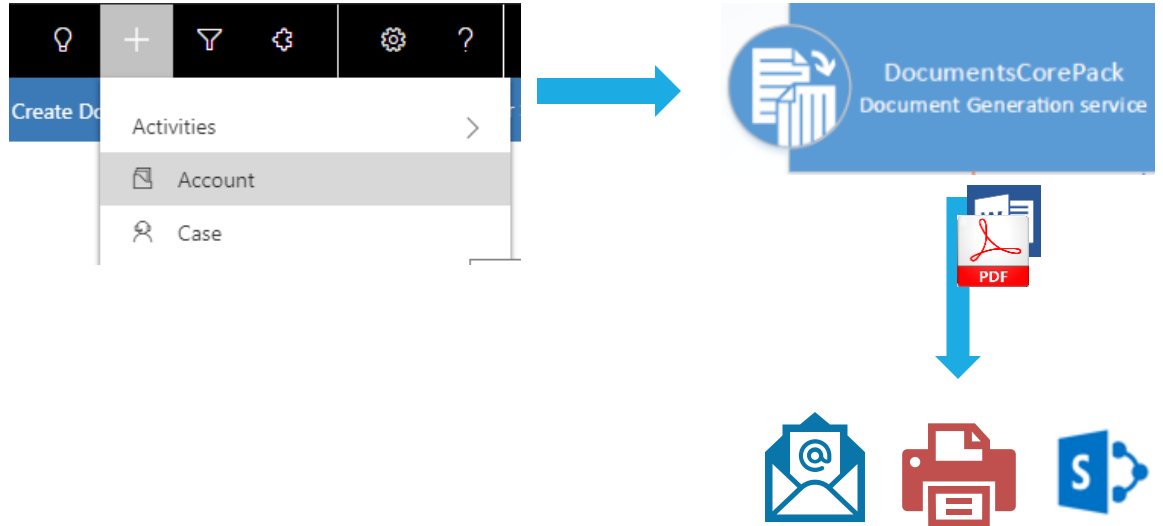 Create Do
Activities
Account
Case
DocumentsCorePack
Document Generation service
W
PDF
S